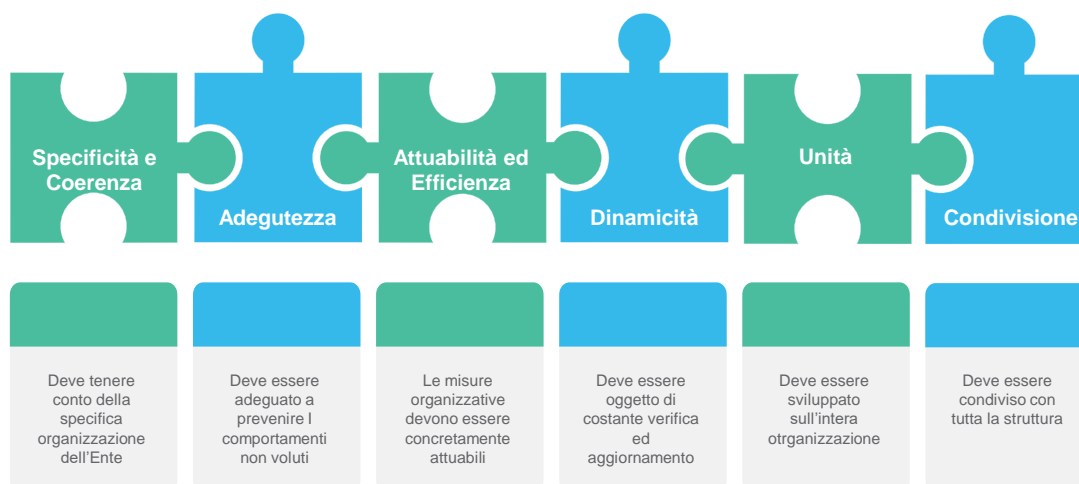 Specificità e
Coerenza
Adegutezza
Attuabilità ed
Efficienza
Dinamicità
Unità
Condivisione
Deve tenere
conto della
specifica
organizzazione
dell'Ente
Deve essere
adeguato a
prevenire I
comportamenti
non voluti
Le misure
organizzative
devono essere
concretamente
attuabili
Deve essere
oggetto di
costante verifica
ed
aggiornamento
Deve essere
sviluppato
sull'intera
otrganizzazione
Deve essere
condiviso con
tutta la struttura